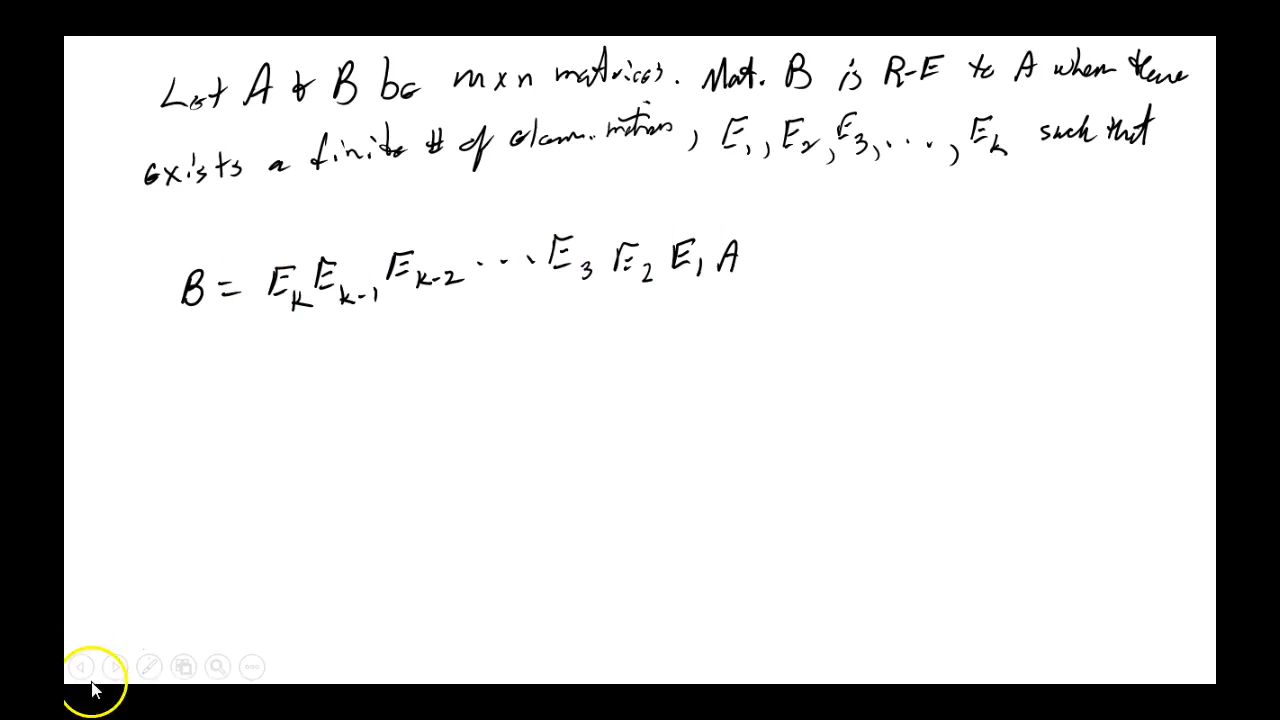 Let A & B be m x n matrices. Mat. B is R-E to A when there
exists a finite # of elem. matrices, E₁, E₂, E₃, ..., Eₖ such that
B = Eₖ Eₖ₋₁ Eₖ₋₂ ... E₃ E₂ E₁ A